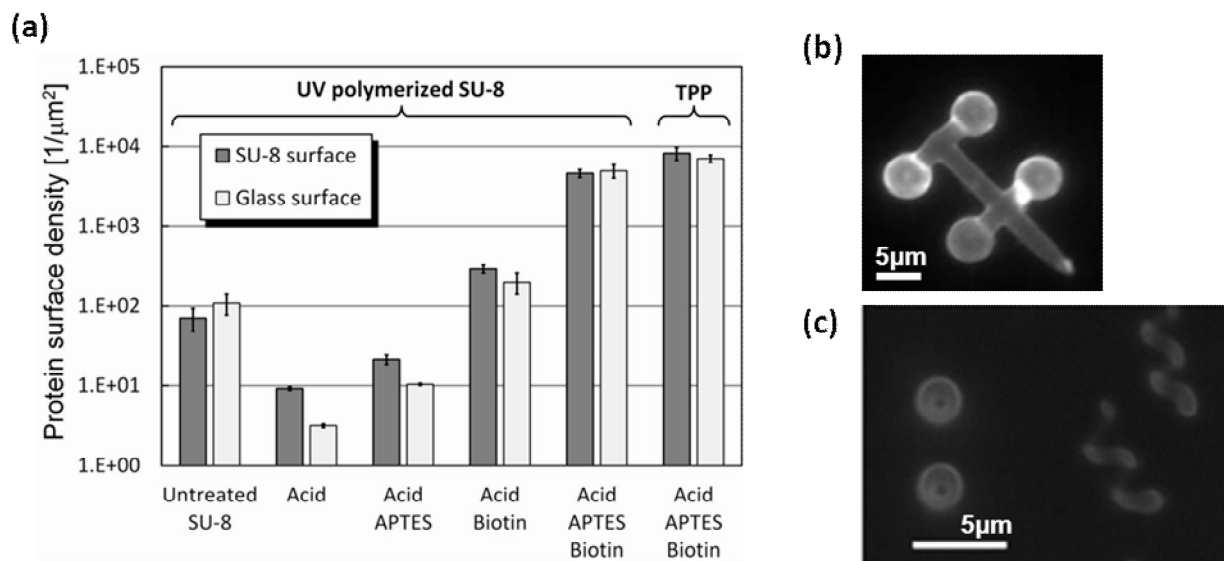 (a)
1.E+05
1.E+04
1.E+03
1.E+02
1.E+01
1.E+00
Protein surface density [1/μm²]
UV polymerized SU-8
TPP
SU-8 surface
Glass surface
Untreated
SU-8
Acid
Acid
APTES
Acid
Biotin
Acid
APTES
Biotin
Acid
APTES
Biotin
(b)
5μm
(c)
5μm